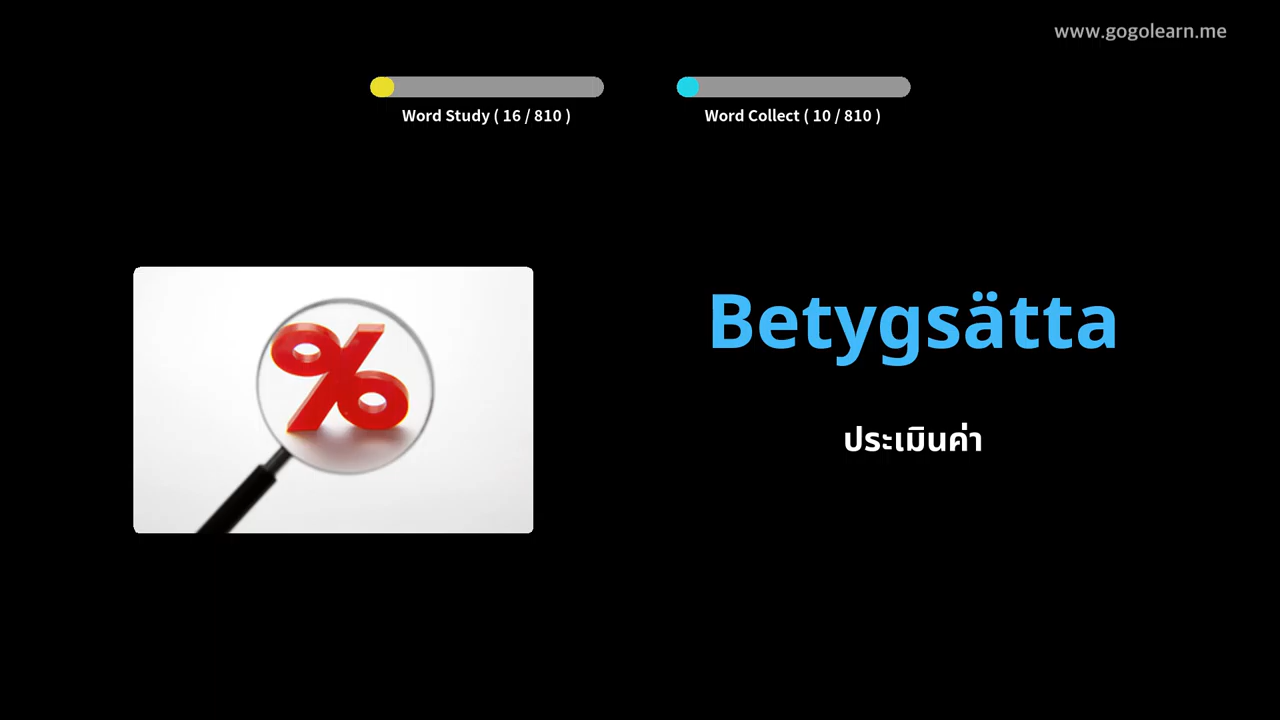 www.gogolearn.me
Word Study ( 16 / 810 )
Word Collect ( 10 / 810 )
%
Betygsätta
ประเมินค่า